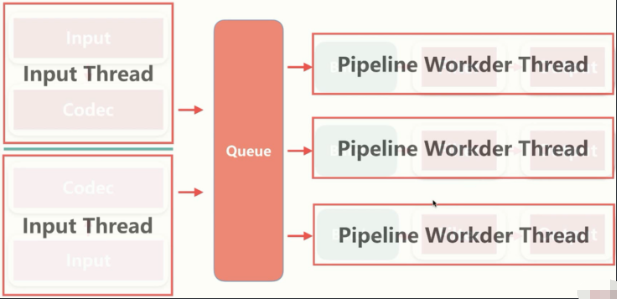 Input
Input Thread
Codec
Codec
Input Thread
Input
Queue
Pipeline Workder Thread
Pipeline Workder Thread
Pipeline Workder Thread